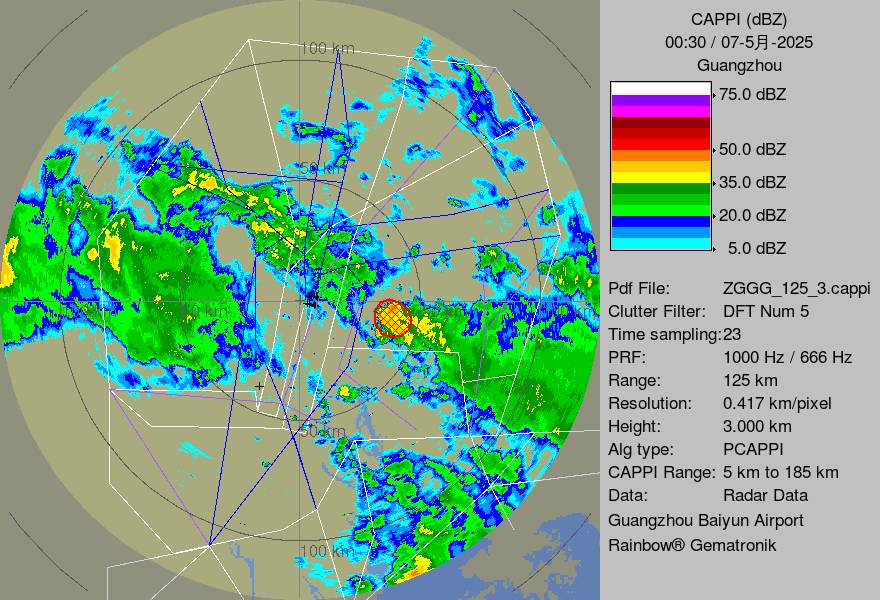 CAPPI (dBZ)
00:30 / 07-5月-2025
Guangzhou
75.0 dBZ
50.0 dBZ
35.0 dBZ
20.0 dBZ
5.0 dBZ
Pdf File: ZGGG_125_3.cappi
Clutter Filter: DFT Num 5
Time sampling:23
PRF: 1000 Hz / 666 Hz
Range: 125 km
Resolution: 0.417 km/pixel
Height: 3.000 km
Alg type: PCAPPI
CAPPI Range: 5 km to 185 km
Data: Radar Data
Guangzhou Baiyun Airport
Rainbow® Gematronik
100 km
50 km
50 km
100 km